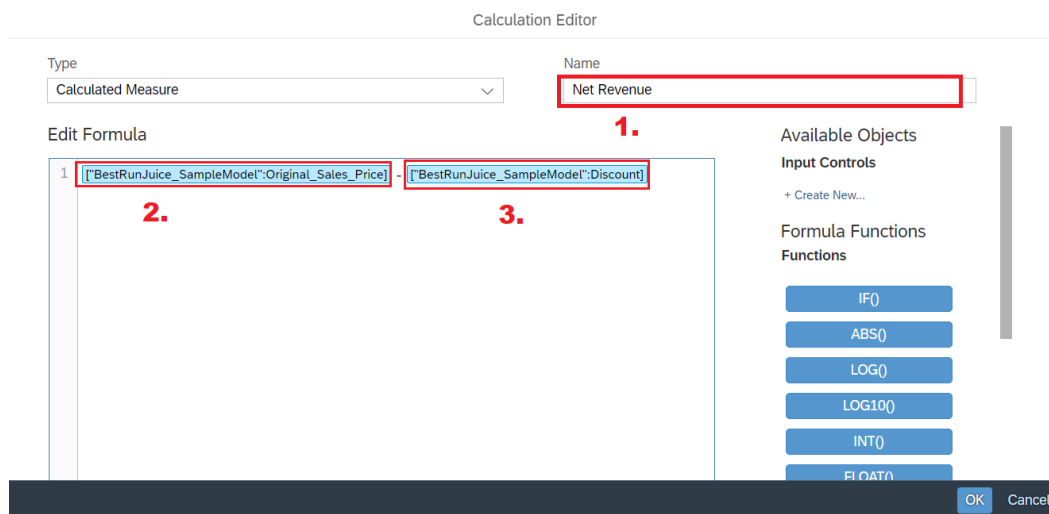 Calculation Editor
Type
Name
Calculated Measure
Net Revenue
1.
Edit Formula
Available Objects
Input Controls
1 ["BestRunJuice_SampleModel":Original_Sales_Price] - ["BestRunJuice_SampleModel":Discount]
+ Create New...
2.
3.
Formula Functions
Functions
IF()
ABS()
LOG()
LOG10()
INT()
FLOAT()
OK Cancel